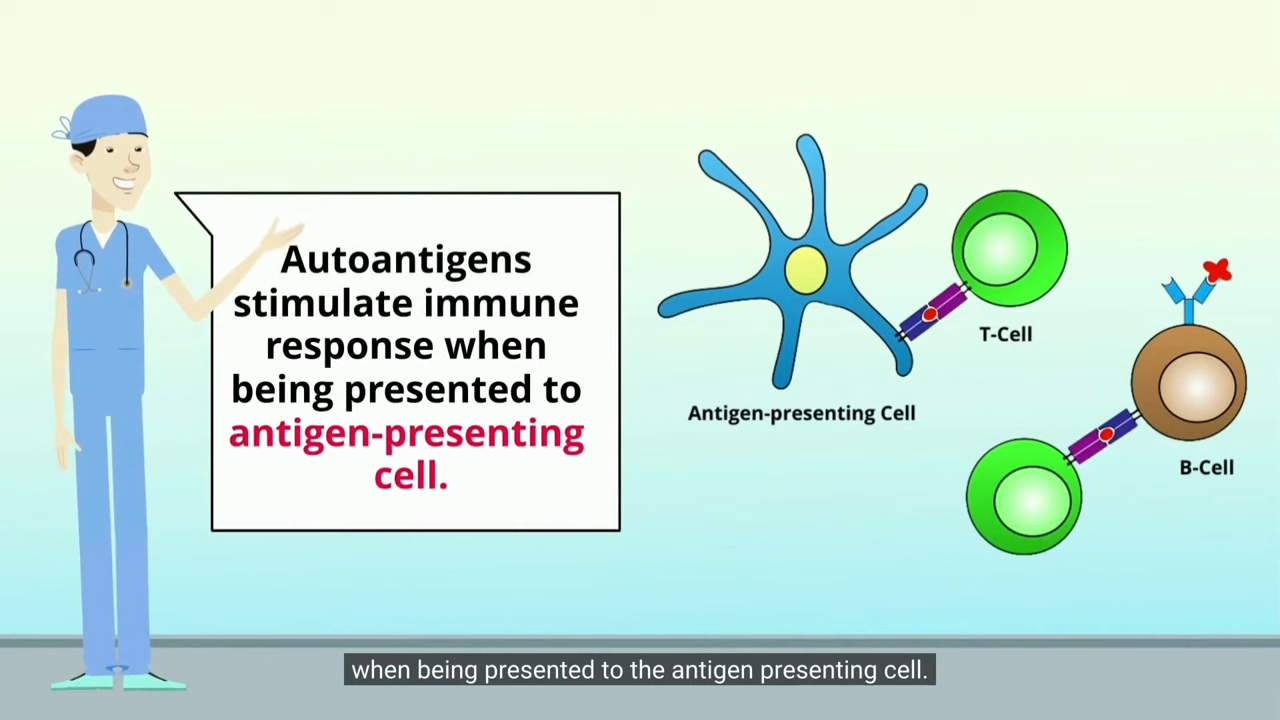 Autoantigens
stimulate immune
response when
being presented to
antigen-presenting
cell.
T-Cell
Antigen-presenting Cell
B-Cell
when being presented to the antigen presenting cell.